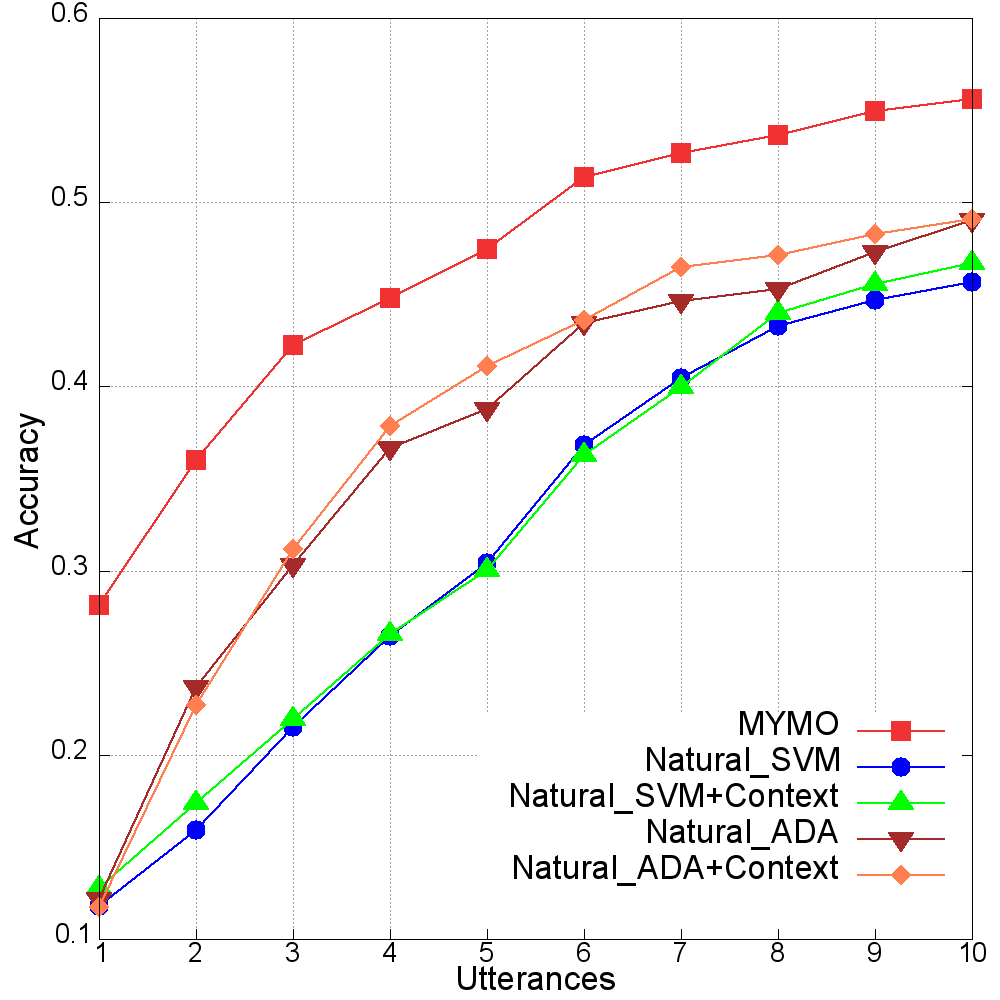 0.6
0.5
0.4
0.3
0.2
0.1
Accuracy
MYMO
Natural_SVM
Natural_SVM+Context
Natural_ADA
Natural_ADA+Context
1 2 3 4 5 6 7 8 9 10
Utterances